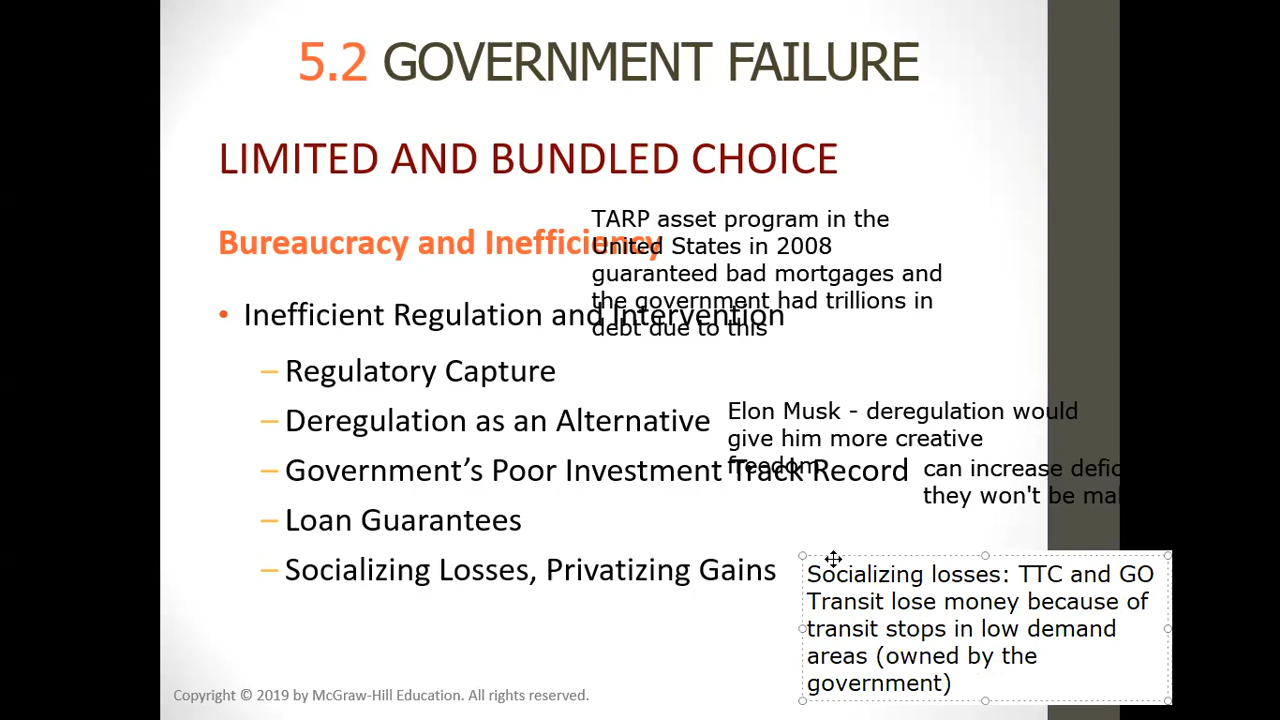 5.2 GOVERNMENT FAILURE
LIMITED AND BUNDLED CHOICE
Bureaucracy and Inefficiency
TARP asset program in the
United States in 2008
guaranteed bad mortgages and
the government had trillions in
debt due to this
• Inefficient Regulation and Intervention
– Regulatory Capture
– Deregulation as an Alternative
Elon Musk - deregulation would
give him more creative
freedom
– Government's Poor Investment Track Record
can increase defic
they won't be ma
– Loan Guarantees
– Socializing Losses, Privatizing Gains
Socializing losses: TTC and GO
Transit lose money because of
transit stops in low demand
areas (owned by the
government)
Copyright © 2019 by McGraw-Hill Education. All rights reserved.